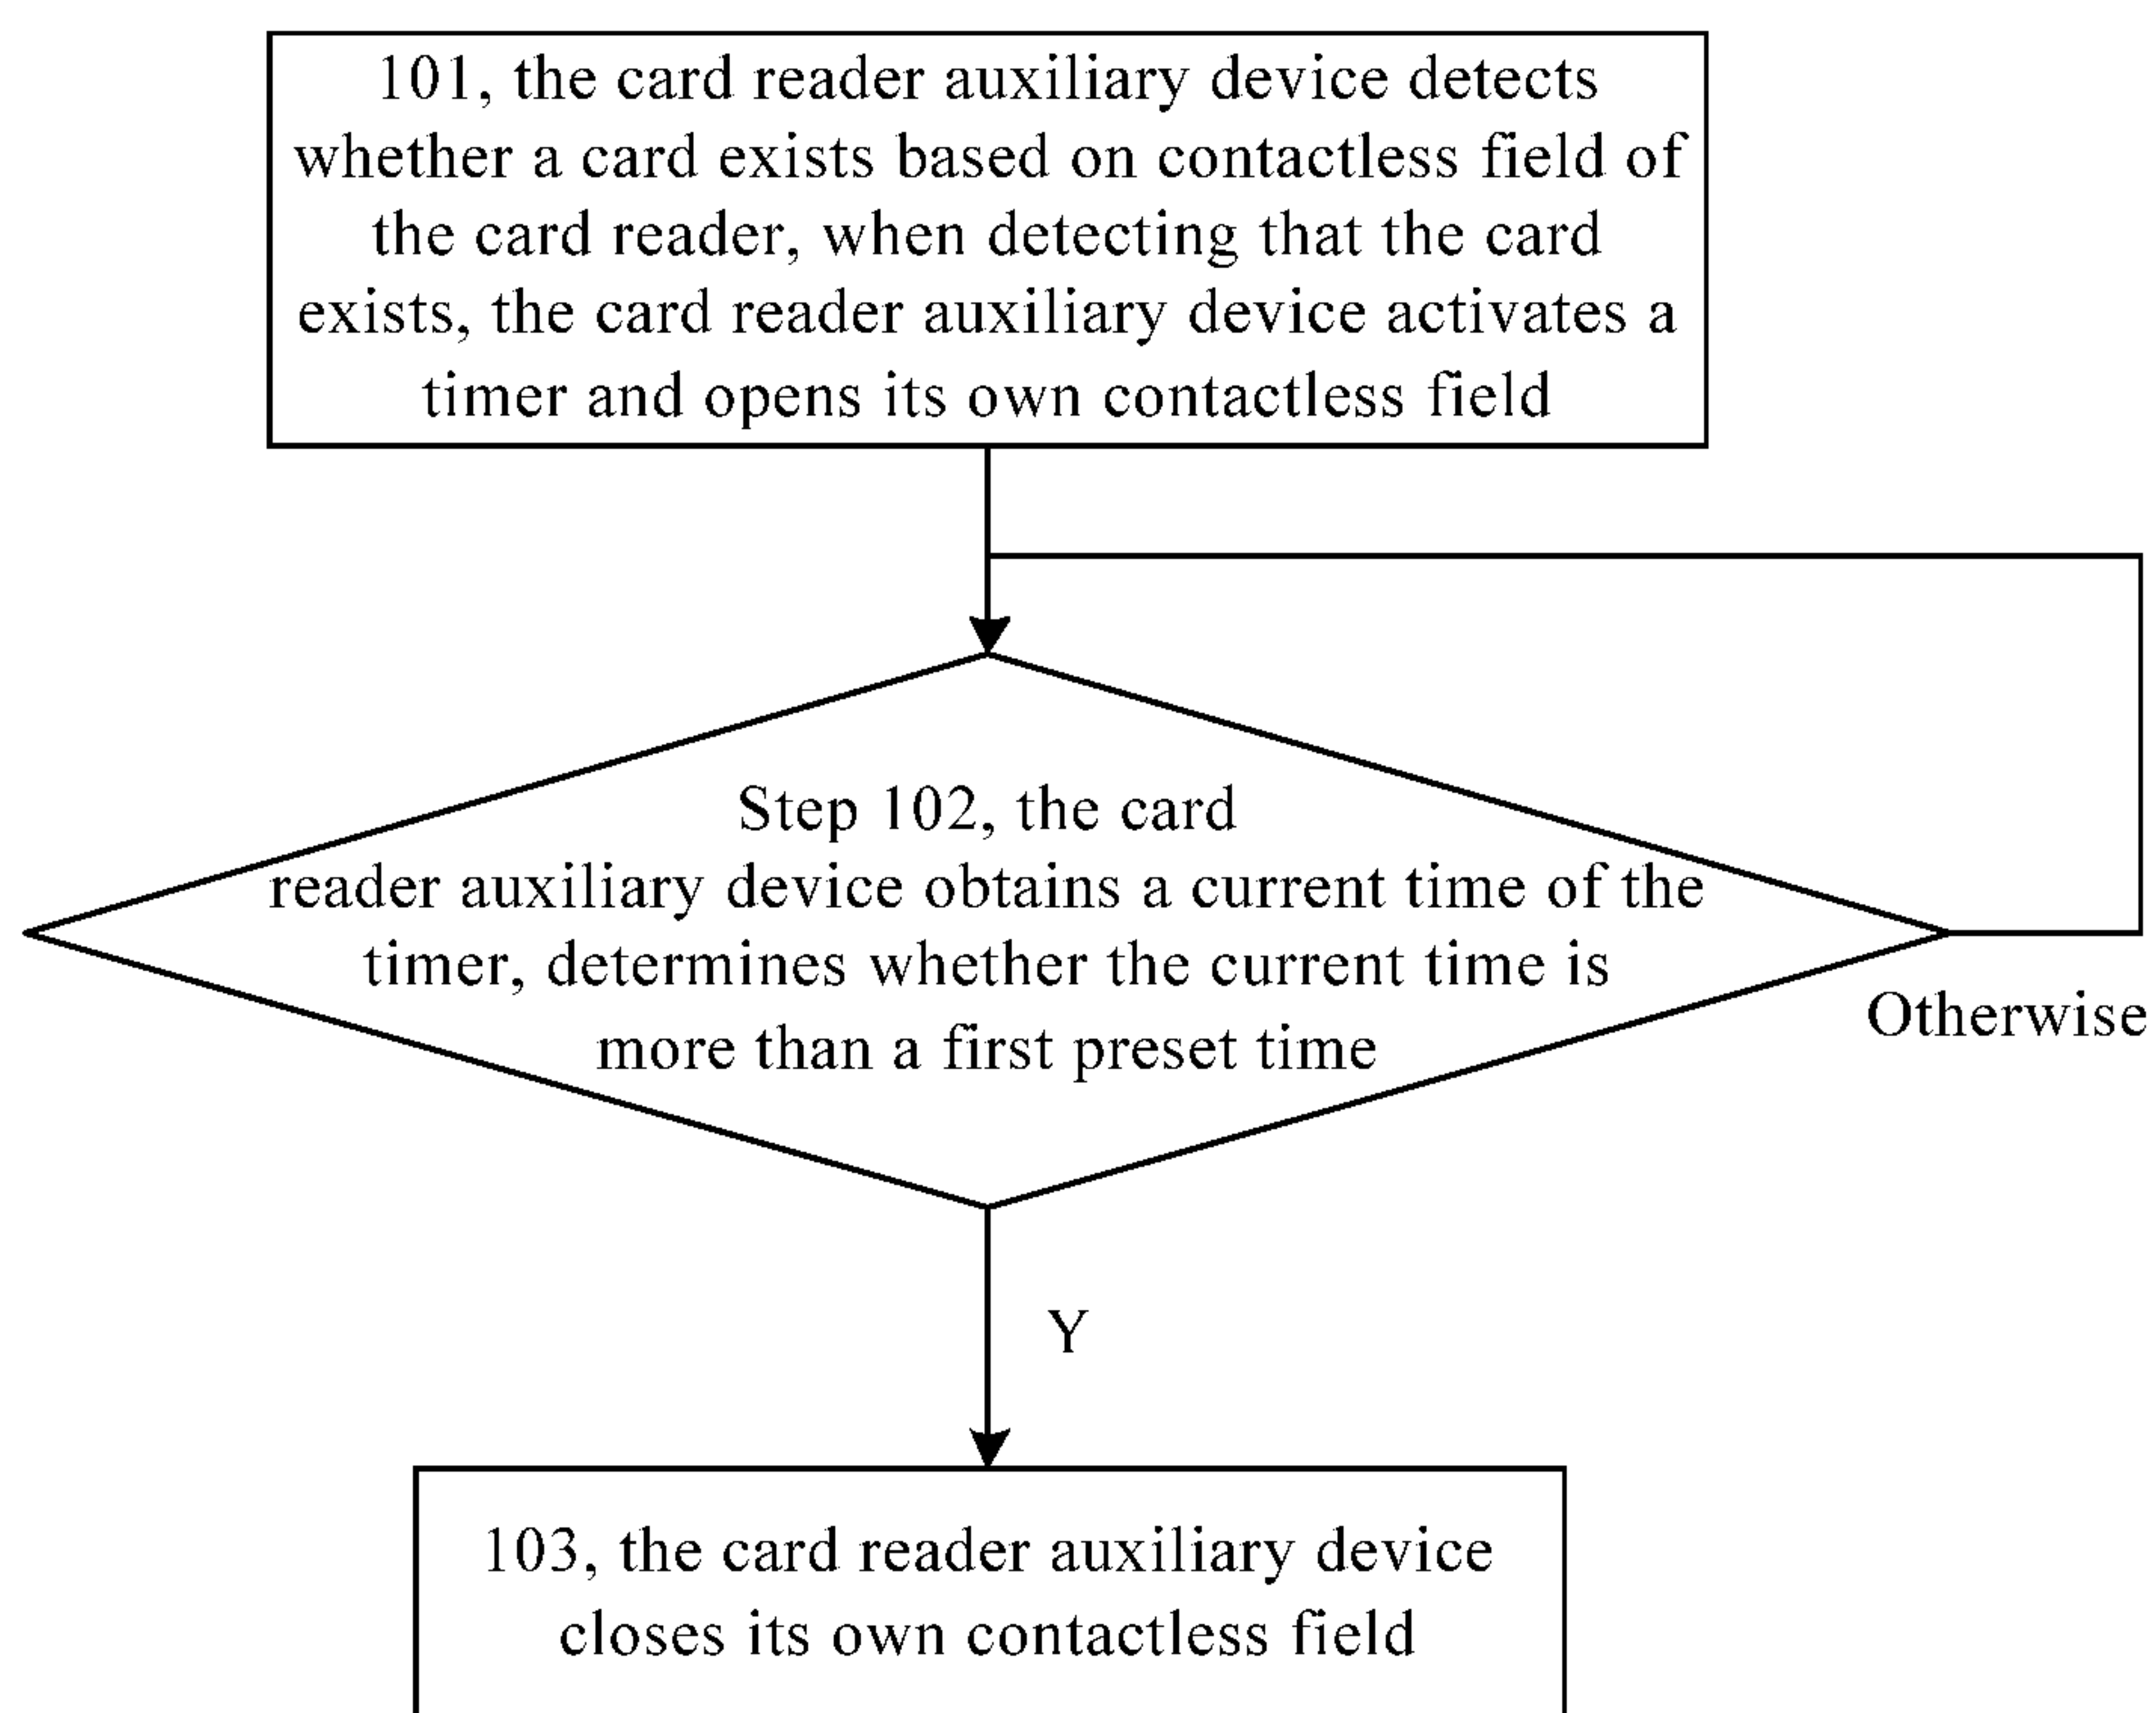 101, the card reader auxiliary device detects
whether a card exists based on contactless field of
the card reader, when detecting that the card
exists, the card reader auxiliary device activates a
timer and opens its own contactless field
Step 102, the card
reader auxiliary device obtains a current time of the
timer, determines whether the current time is
more than a first preset time
Otherwise
Y
103, the card reader auxiliary device
closes its own contactless field